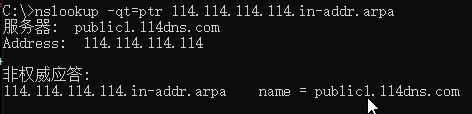 C:\>nslookup -qt=ptr 114.114.114.114.in-addr.arpa
服务器:  public1.114dns.com
Address:  114.114.114.114
非权威应答:
114.114.114.114.in-addr.arpa    name = public1.114dns.com